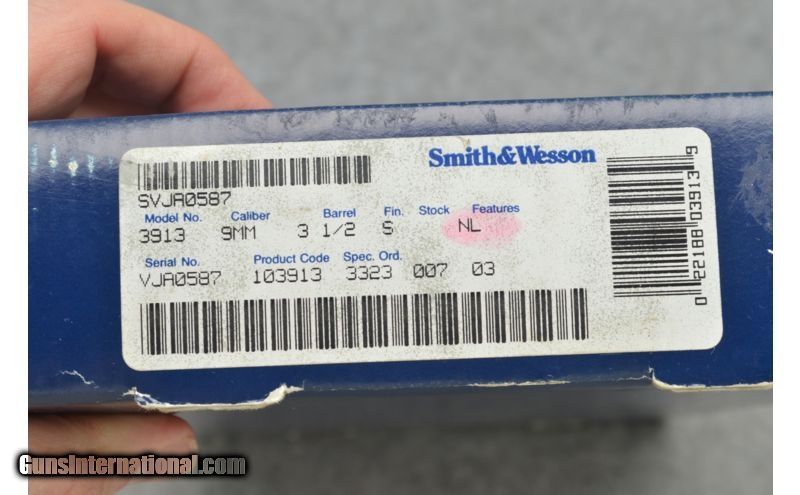 Smith&Wesson
SVJA0587
Model No. Caliber Barrel Fin. Stock Features
3913 9MM 3 1/2 S NL
Serial No. Product Code Spec. Ord.
VJA0587 103913 3323 007 03
0 22188 03913 9
GunsInternational.com